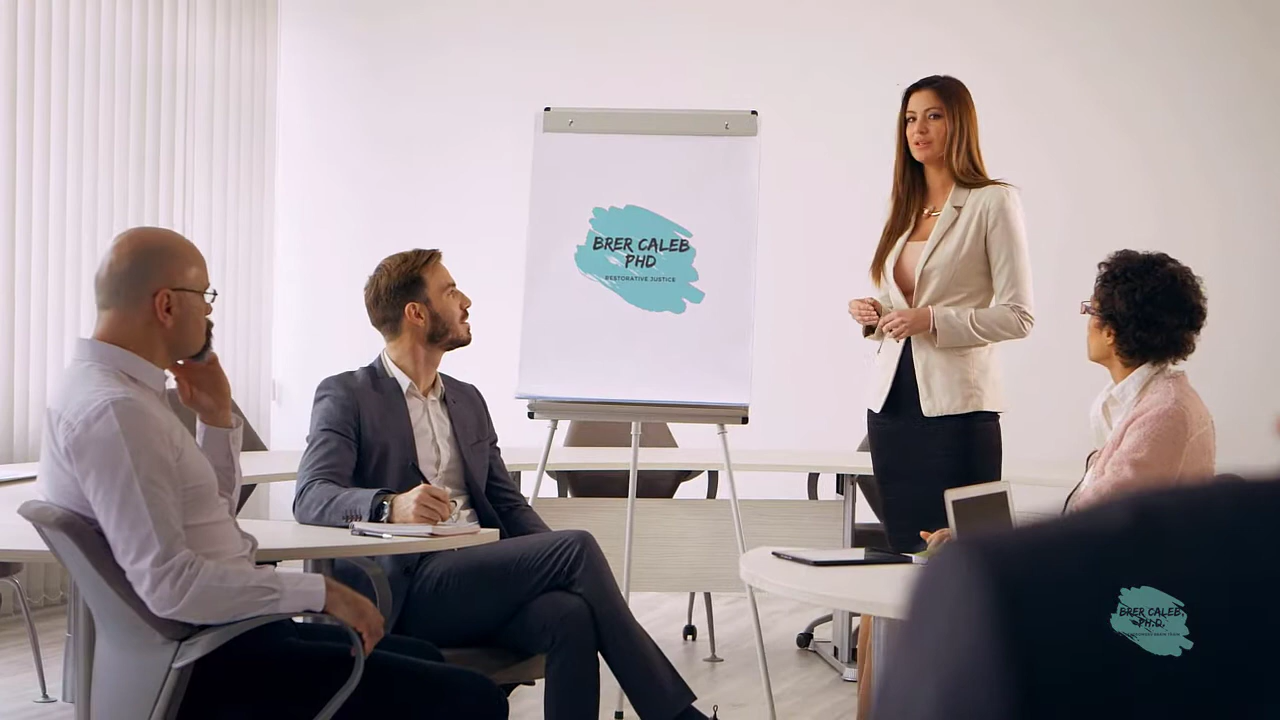 BRER CALEB
PHD
RESTORATIVE JUSTICE
BRER CALEB,
PH.D.